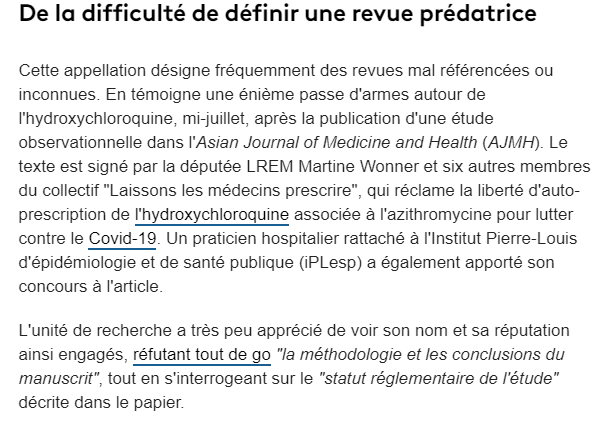 De la difficulté de définir une revue prédatrice
Cette appellation désigne fréquemment des revues mal référencées ou
inconnues. En témoigne une énième passe d'armes autour de
l'hydroxychloroquine, mi-juillet, après la publication d'une étude
observationnelle dans l'Asian Journal of Medicine and Health (AJMH). Le
texte est signé par la députée LREM Martine Wonner et six autres membres
du collectif "Laissons les médecins prescrire", qui réclame la liberté d'auto-
prescription de l'hydroxychloroquine associée à l'azithromycine pour lutter
contre le Covid-19. Un praticien hospitalier rattaché à l'Institut Pierre-Louis
d'épidémiologie et de santé publique (iPLesp) a également apporté son
concours à l'article.
L'unité de recherche a très peu apprécié de voir son nom et sa réputation
ainsi engagés, réfutant tout de go "la méthodologie et les conclusions du
manuscrit", tout en s'interrogeant sur le "statut réglementaire de l'étude"
décrite dans le papier.